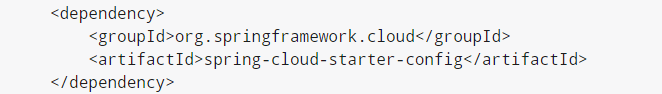 <dependency>
    <groupId>org.springframework.cloud</groupId>
    <artifactId>spring-cloud-starter-config</artifactId>
</dependency>